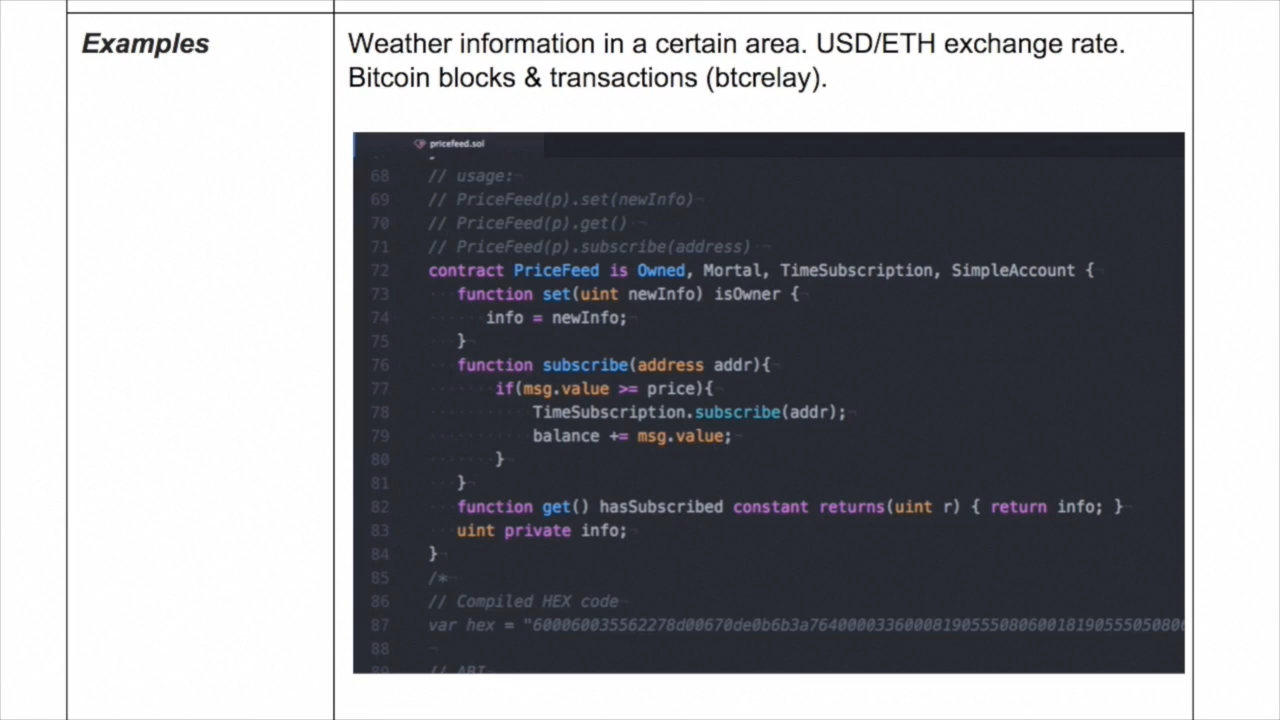 Examples
Weather information in a certain area. USD/ETH exchange rate.
Bitcoin blocks & transactions (btcrelay).
pricefeed.sol
68 // usage:
69 // PriceFeed(p).set(newInfo)
70 // PriceFeed(p).get()
71 // PriceFeed(p).subscribe(address)
72 contract PriceFeed is Owned, Mortal, TimeSubscription, SimpleAccount {
73 function set(uint newInfo) isOwner {
74 info = newInfo;
75 }
76 function subscribe(address addr){
77 if(msg.value >= price){
78 TimeSubscription.subscribe(addr);
79 balance += msg.value;
80 }
81 }
82 function get() hasSubscribed constant returns(uint r) { return info; }
83 uint private info;
84 }
85 /*
86 // Compiled HEX code
87 var hex = "600060035562278d00670de0b6b3a7640000336000819055508060018190555050806
88
89 // ABI